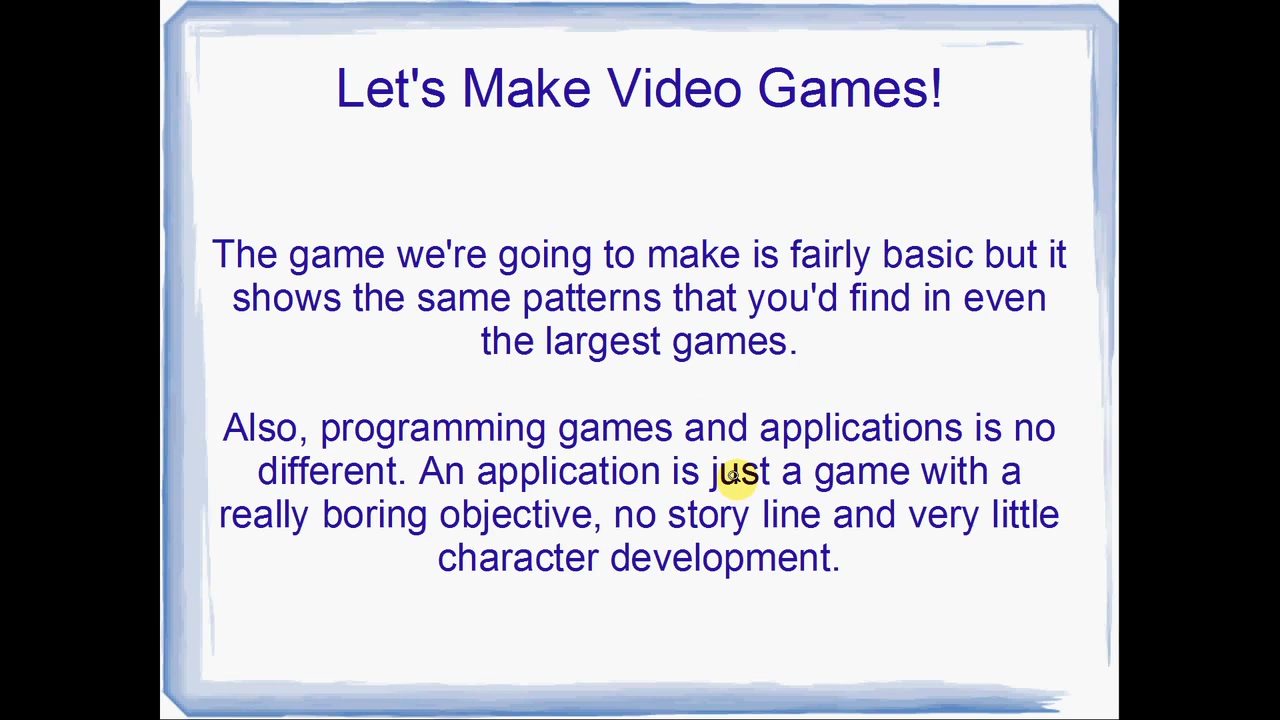 Let's Make Video Games!
The game we're going to make is fairly basic but it
shows the same patterns that you'd find in even
the largest games.
Also, programming games and applications is no
different. An application is just a game with a
really boring objective, no story line and very little
character development.